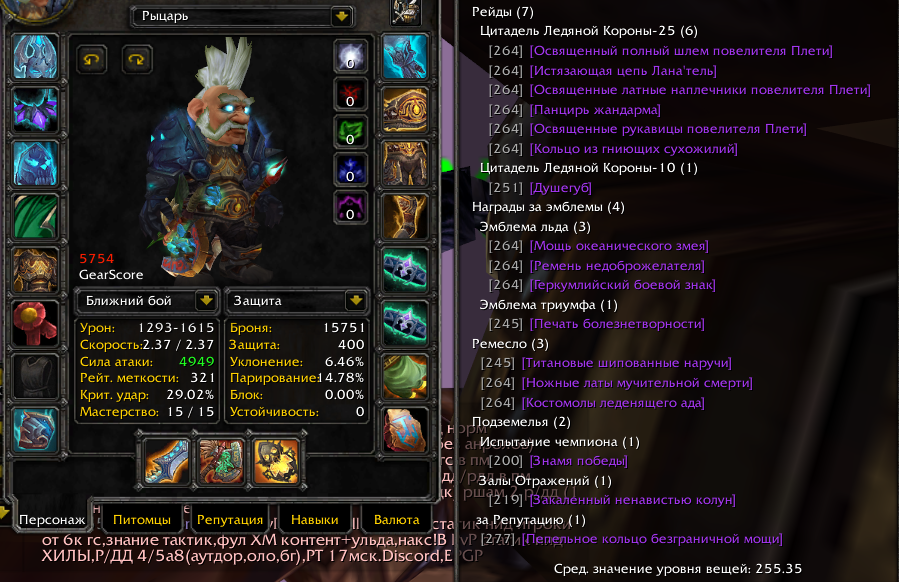 Рыцарь
0
0
0
0
0
5754
GearScore
Ближний бой
Защита
Урон: 1293-1615
Скорость: 2.37 / 2.37
Сила атаки: 4949
Рейт. меткости: 321
Крит. удар: 29.02%
Мастерство: 15 / 15
Броня: 15751
Защита: 400
Уклонение: 6.46%
Парирование: 14.78%
Блок: 0.00%
Устойчивость: 0
Персонаж
Питомцы
Репутация
Навыки
Валюта
от 6к гс,знание тактик,фул ХМ контент+ульда,накс!В
ХИЛЫ,Р/ДД 4/5а8(аутдор,оло,бг),РТ 17мск.Discord,EPGP
Рейды (7)
Цитадель Ледяной Короны-25 (6)
[264] [Освященный полный шлем повелителя Плети]
[264] [Истязающая цепь Лана'тель]
[264] [Освященные латные наплечники повелителя Плети]
[264] [Панцирь жандарма]
[264] [Освященные рукавицы повелителя Плети]
[264] [Кольцо из гниющих сухожилий]
Цитадель Ледяной Короны-10 (1)
[251] [Душегуб]
Награды за эмблемы (4)
Эмблема льда (3)
[264] [Мощь океанического змея]
[264] [Ремень недоброжелателя]
[264] [Геркумлийский боевой знак]
Эмблема триумфа (1)
[245] [Печать болезнетворности]
Ремесло (3)
[245] [Титановые шипованные наручи]
[264] [Ножные латы мучительной смерти]
[264] [Костомолы леденящего ада]
Подземелья (2)
Испытание чемпиона (1)
[200] [Знамя победы]
Залы Отражений (1)
[219] [Закаленный ненавистью колун]
за Репутацию (1)
[277] [Пепельное кольцо безграничной мощи]
Сред. значение уровня вещей: 255.35